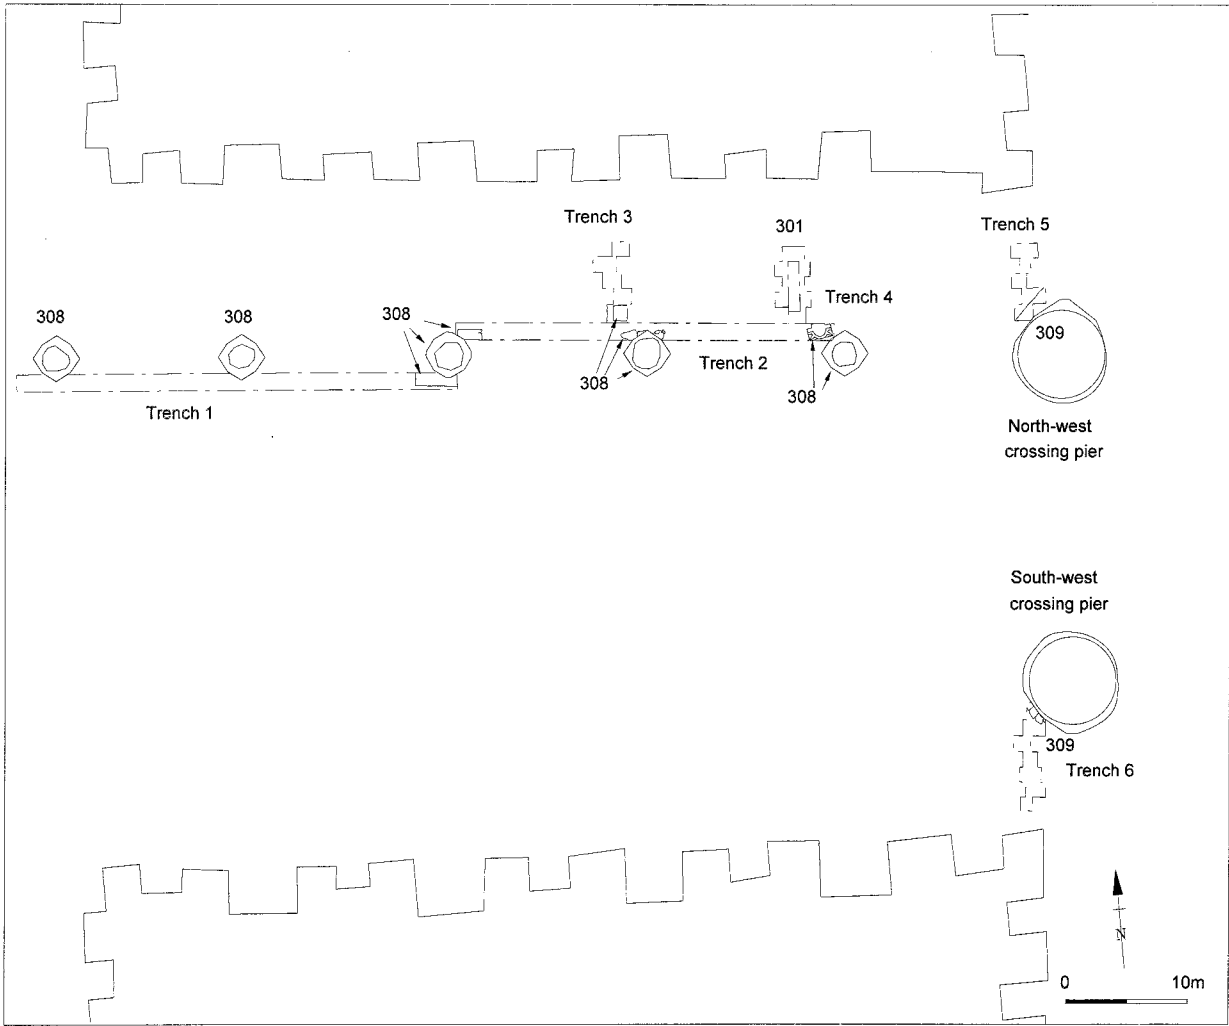 Trench 3
301
Trench 5
Trench 4
308
308
308
309
Trench 2
308
308
Trench 1
North-west
crossing pier
South-west
crossing pier
309
Trench 6
N
0 10m